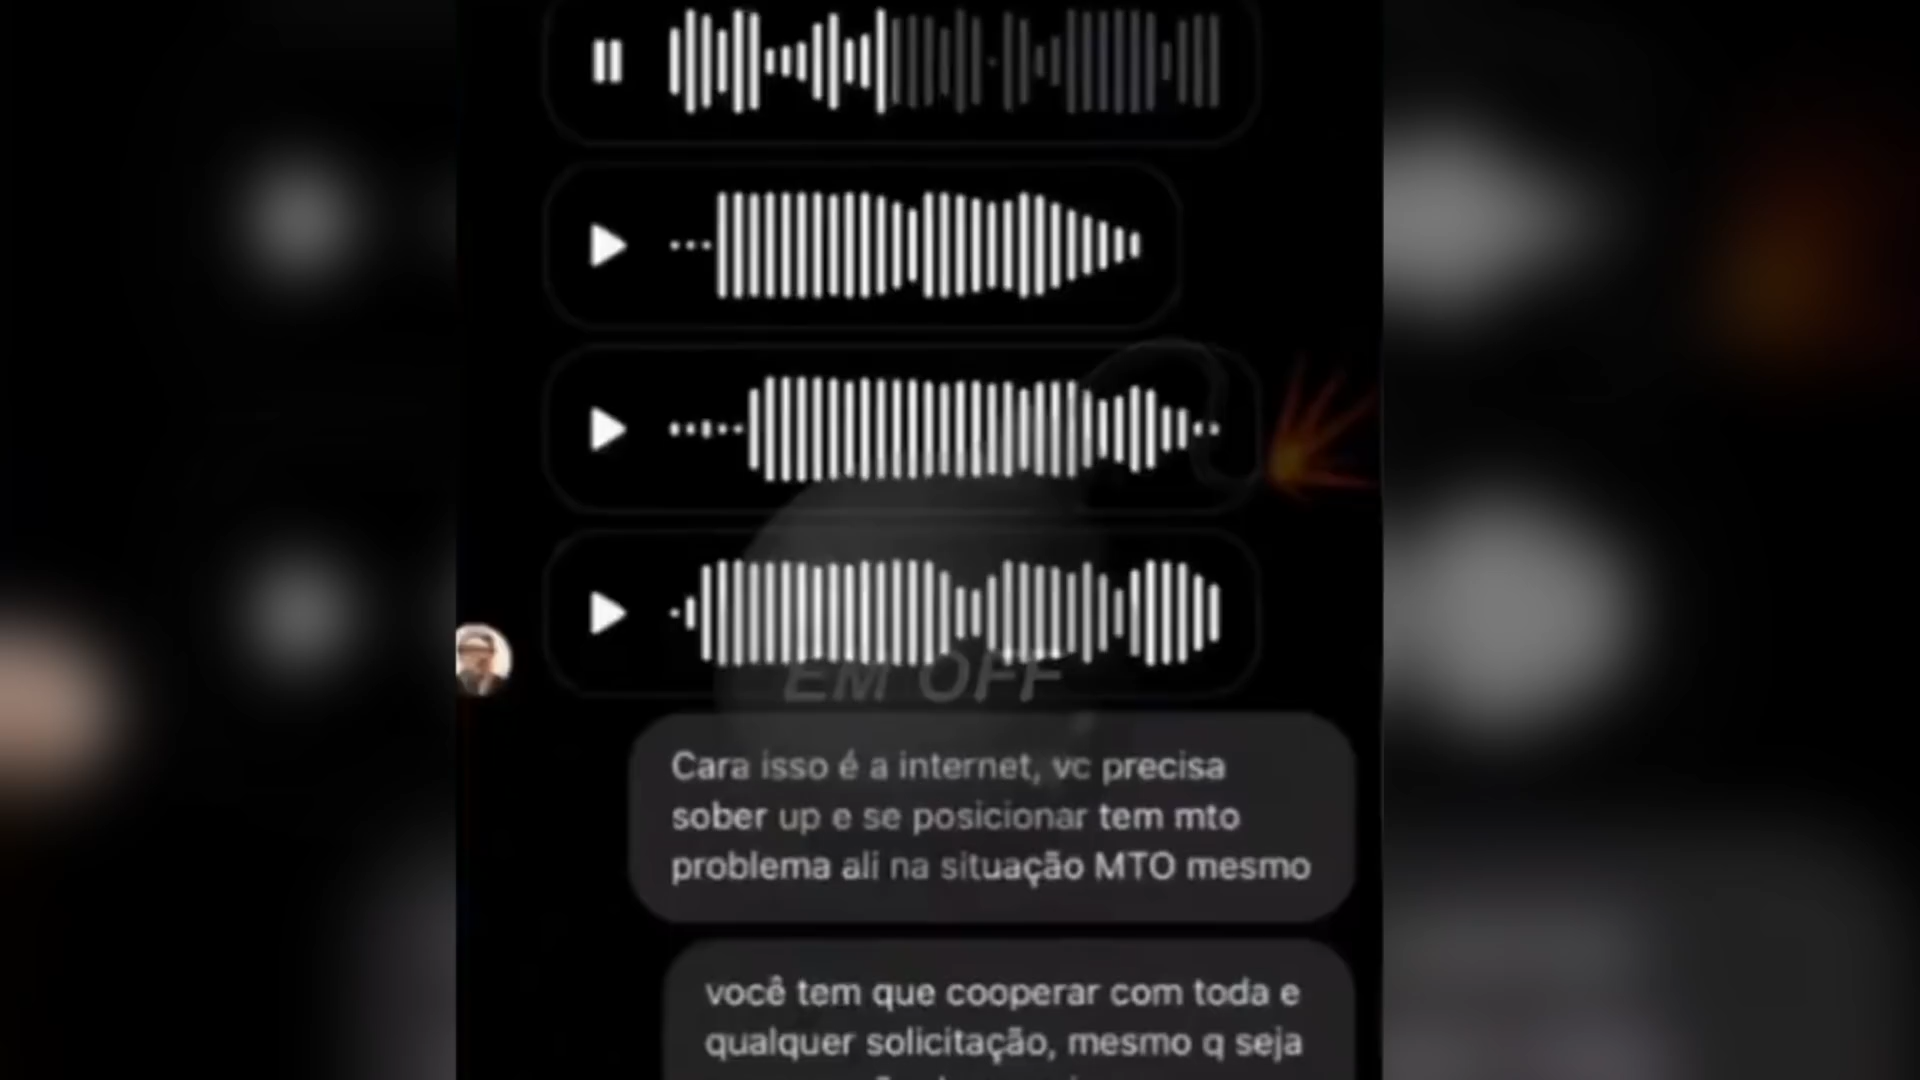 EM OFF
Cara isso é a internet, vc precisa
sober up e se posicionar tem mto
problema ali na situação MTO mesmo
você tem que cooperar com toda e
qualquer solicitação, mesmo q seja